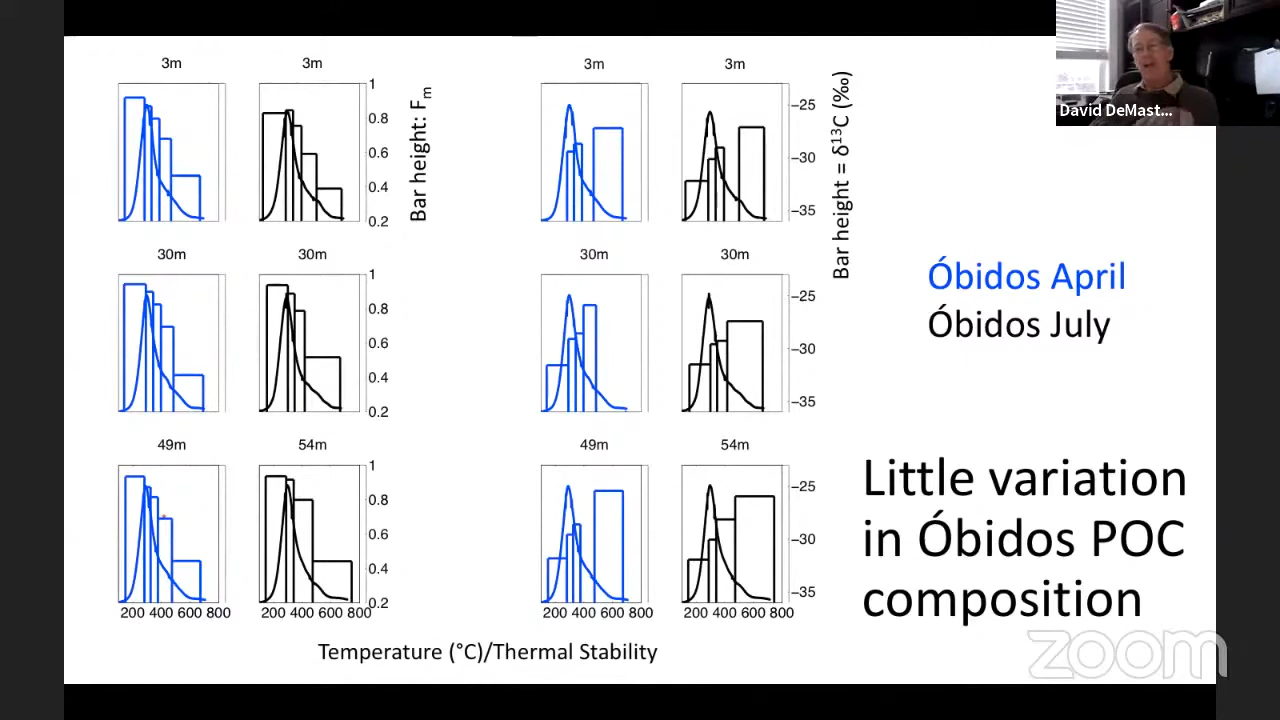 3m
3m
3m
3m
David DeMast...
1
0.8
0.6
0.4
0.2
Bar height: Fm
−25
−30
−35
Bar height = δ13C (‰)
30m
30m
30m
30m
1
0.8
0.6
0.4
0.2
−25
−30
−35
Óbidos April
Óbidos July
49m
54m
49m
54m
1
0.8
0.6
0.4
0.2
−25
−30
−35
200 400 600 800
200 400 600 800
200 400 600 800
200 400 600 800
Temperature (°C)/Thermal Stability
Little variation
in Óbidos POC
composition
zoom